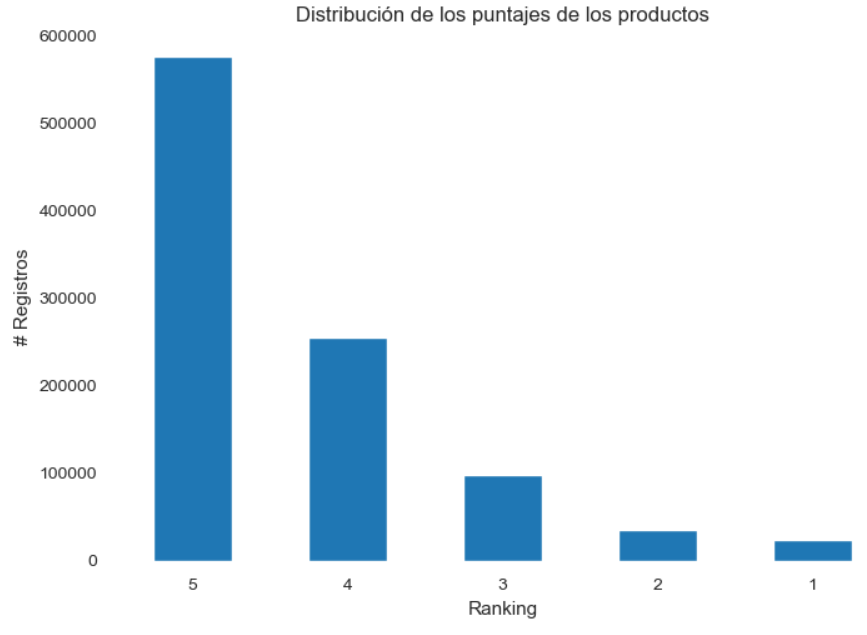 Distribución de los puntajes de los productos
600000
500000
400000
300000
200000
100000
0
# Registros
5 4 3 2 1
Ranking